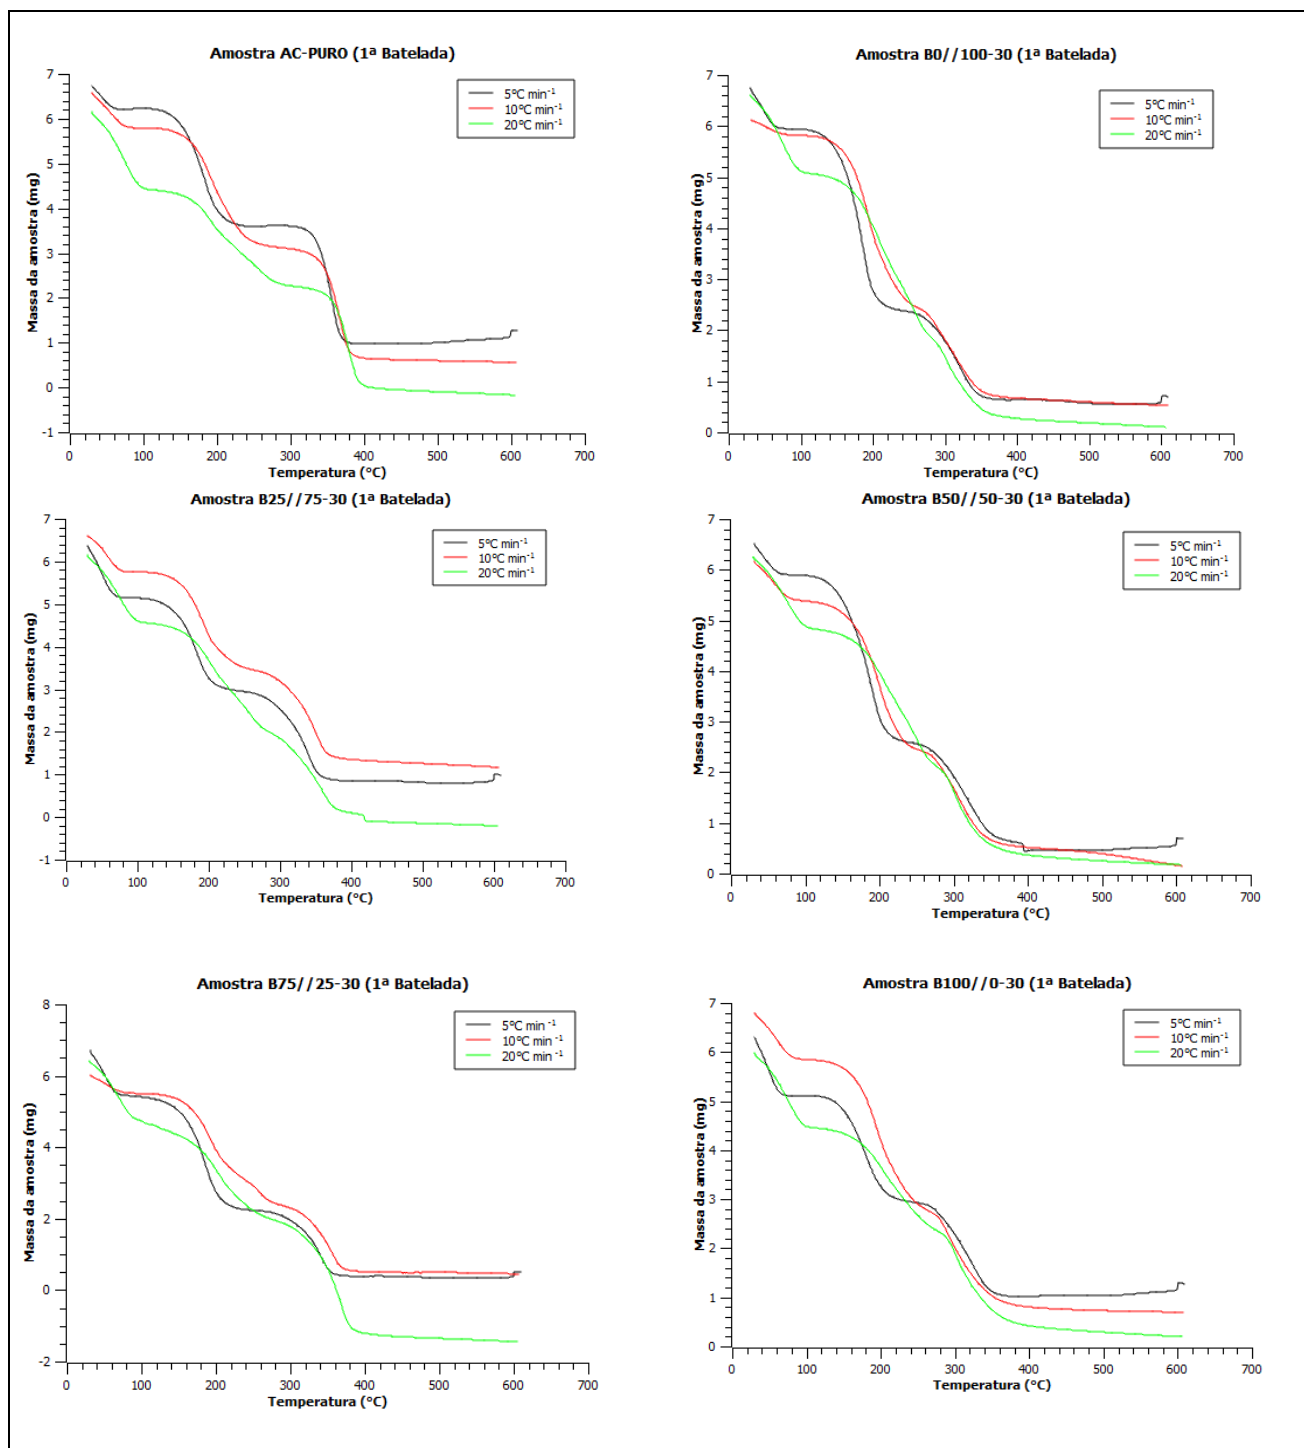 Amostra AC-PURO (1ª Batelada)
5°C min⁻¹
10°C min⁻¹
20°C min⁻¹
Massa da amostra (mg)
7
6
5
4
3
2
1
0
-1
0 100 200 300 400 500 600 700
Temperatura (°C)
Amostra B0//100-30 (1ª Batelada)
5°C min⁻¹
10°C min⁻¹
20°C min⁻¹
Massa da amostra (mg)
7
6
5
4
3
2
1
0
0 100 200 300 400 500 600 700
Temperatura (°C)
Amostra B25//75-30 (1ª Batelada)
5°C min⁻¹
10°C min⁻¹
20°C min⁻¹
Massa da amostra (mg)
7
6
5
4
3
2
1
0
-1
0 100 200 300 400 500 600 700
Temperatura (°C)
Amostra B50//50-30 (1ª Batelada)
5°C min⁻¹
10°C min⁻¹
20°C min⁻¹
Massa da amostra (mg)
7
6
5
4
3
2
1
0
0 100 200 300 400 500 600 700
Temperatura (°C)
Amostra B75//25-30 (1ª Batelada)
5°C min ⁻¹
10°C min ⁻¹
20°C min ⁻¹
Massa da amostra (mg)
8
6
4
2
0
-2
0 100 200 300 400 500 600 700
Temperatura (°C)
Amostra B100//0-30 (1ª Batelada)
5°C min⁻¹
10°C min⁻¹
20°C min⁻¹
Massa da amostra (mg)
7
6
5
4
3
2
1
0
0 100 200 300 400 500 600 700
Temperatura (°C)